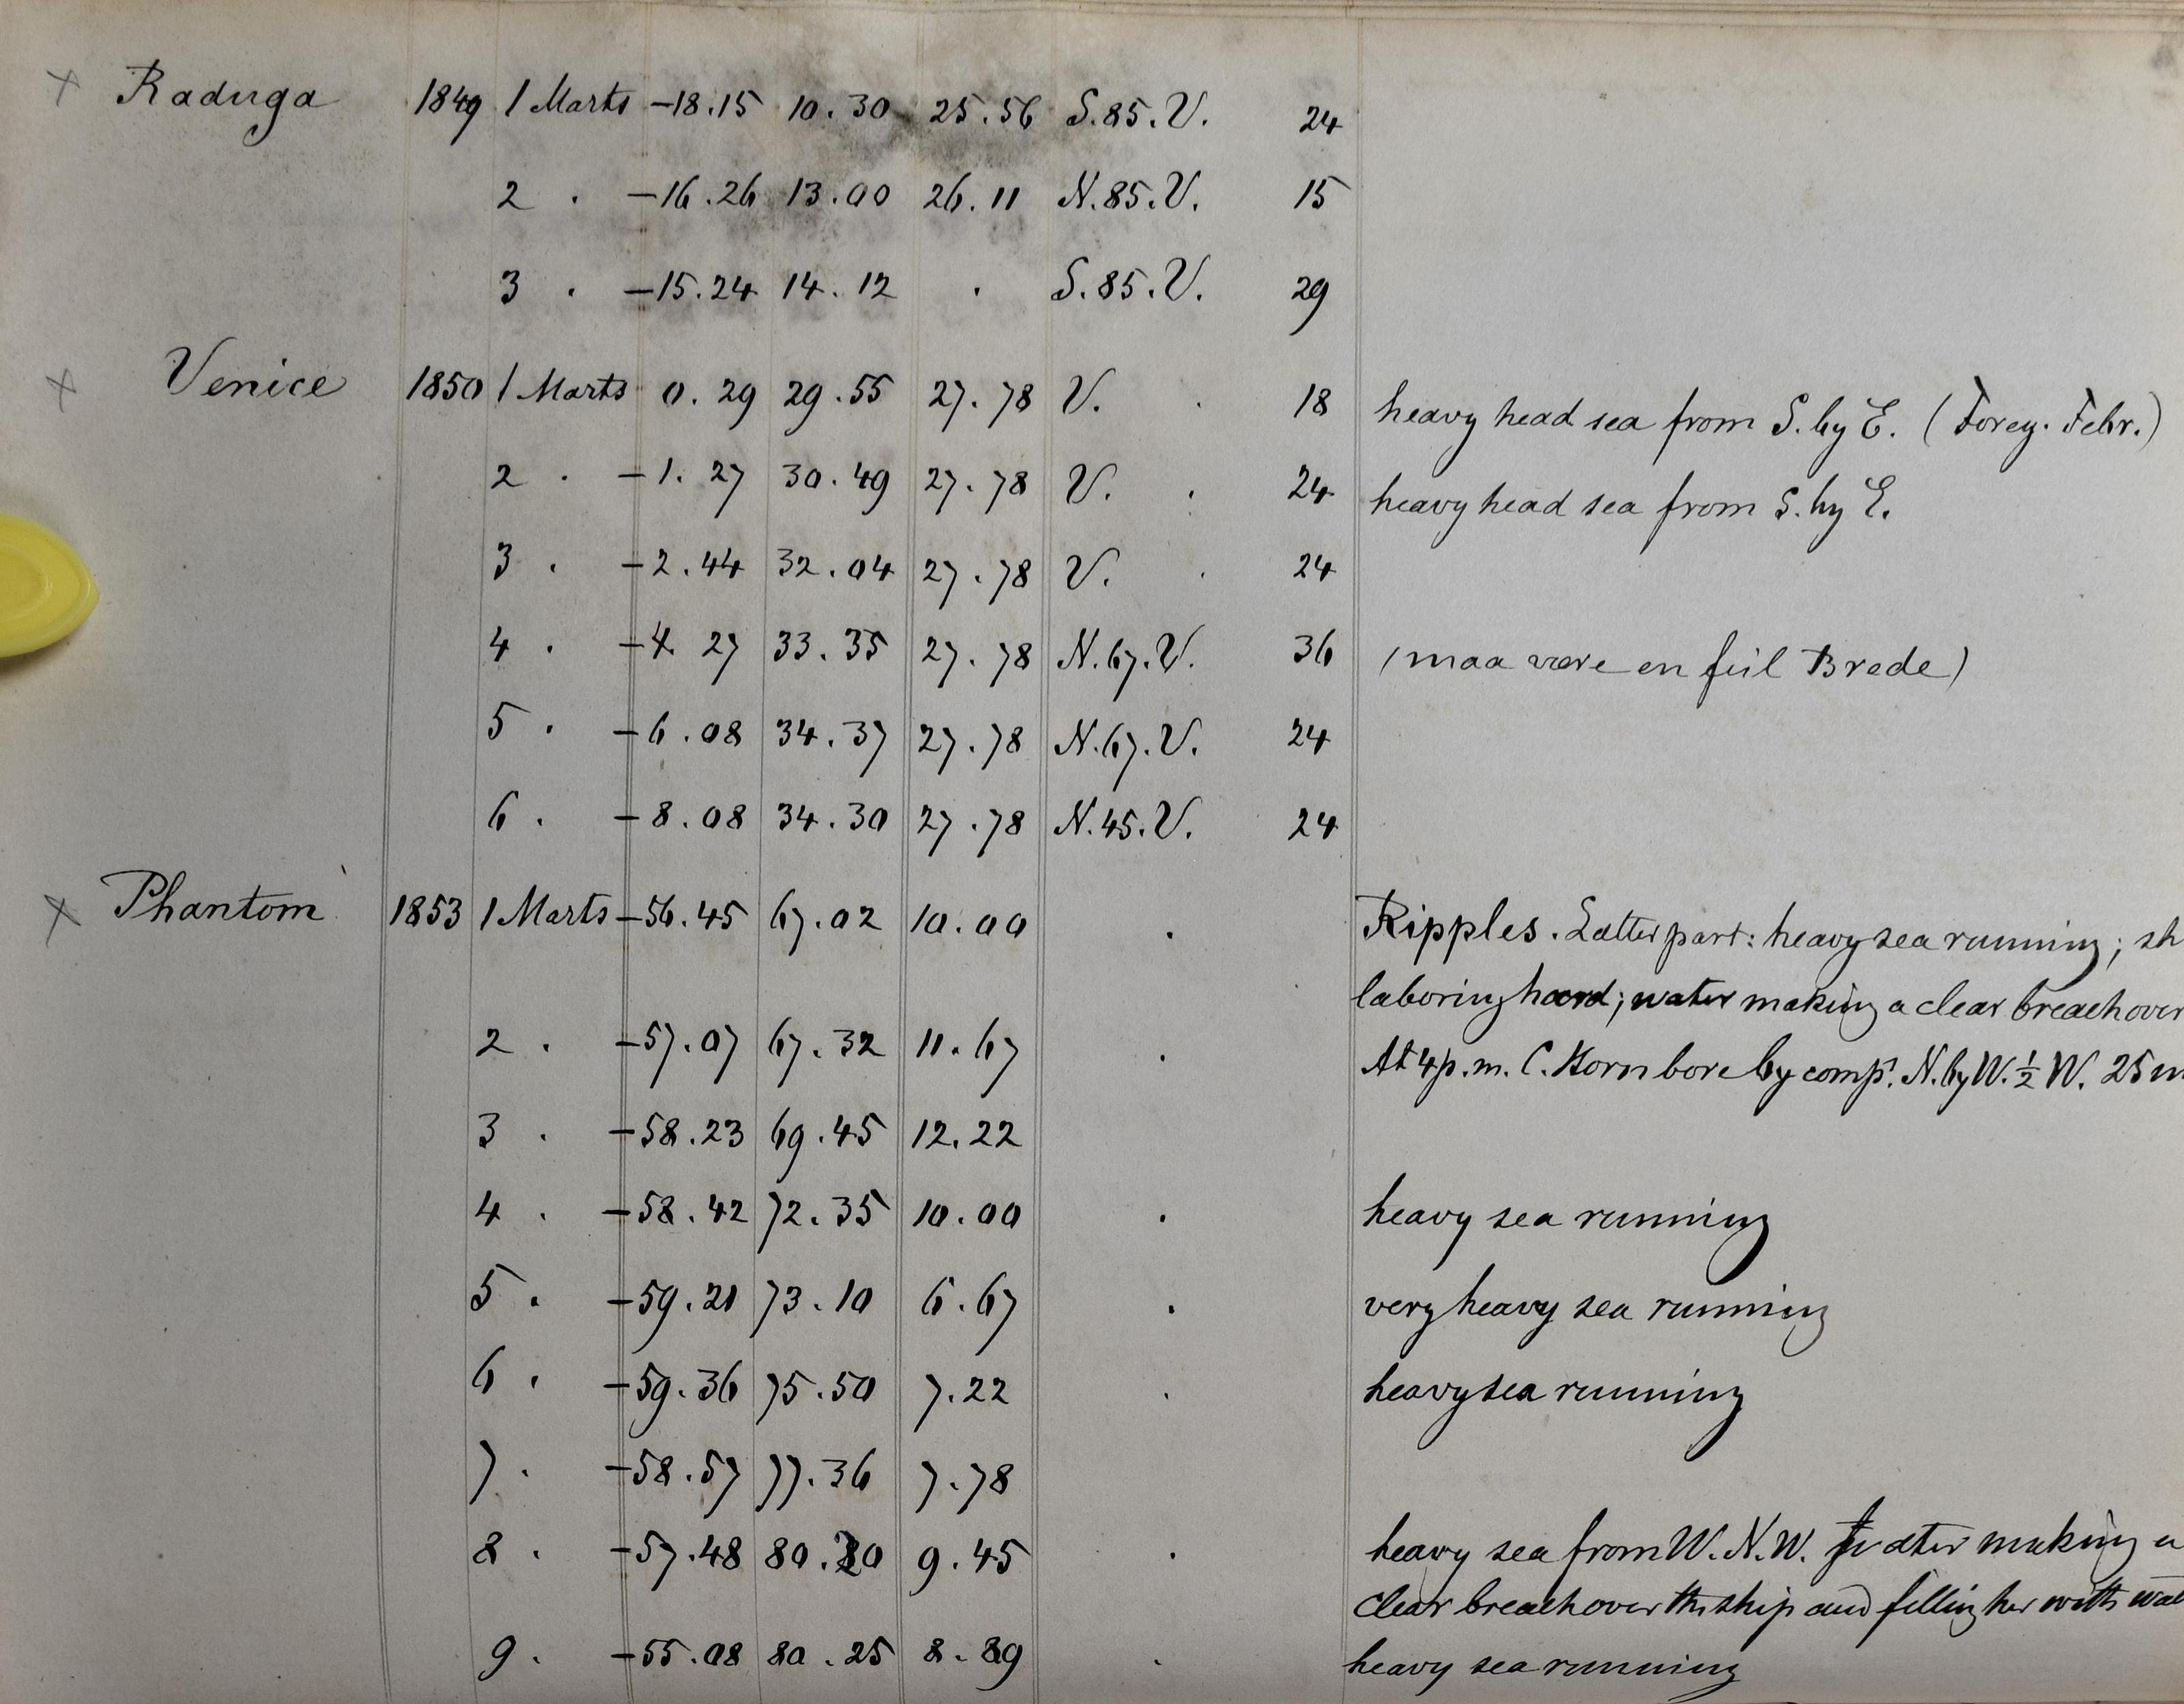 × Raduga 1849 1 Marts -18.15 10.30 25.56 S.85.V. 24
2 . -16.26 13.00 26.11 N.85.V. 15
3 . -15.24 14.12 . S.85.V. 29
× Venice 1850 1 Marts 0.29 29.55 27.78 V. . 18 heavy head sea from S. by E. (Foreg. Febr.)
2 . -1.27 30.49 27.78 V. . 24 heavy head sea from S. by E.
3 . -2.44 32.04 27.78 V. . 24
4 . -4.27 33.35 27.78 N.67.V. 36 (maa være en feil Brede)
5 . -6.08 34.37 27.78 N.67.V. 24
6 . -8.08 34.30 27.78 N.45.V. 24
× Phantom 1853 1 Marts -56.45 67.02 10.00 . Ripples. Latter part: heavy sea running; sh
laboring hard; water making a clear breach over
2 . -57.07 67.32 11.67 . At 4 p.m. C. Horn bore by comp. N. by W. ½ W. 25 m
3 . -58.23 69.45 12.22
4 . -58.42 72.35 10.00 . heavy sea running
5 . -59.21 73.10 6.67 . very heavy sea running
6 . -59.36 75.50 7.22 . heavy sea running
7 . -58.57 77.36 7.78
8 . -57.48 80.20 9.45 . heavy sea from W.N.W. water making a
clear breach over the ship and filling her with wat
9 . -55.08 80.25 8.89 . heavy sea running